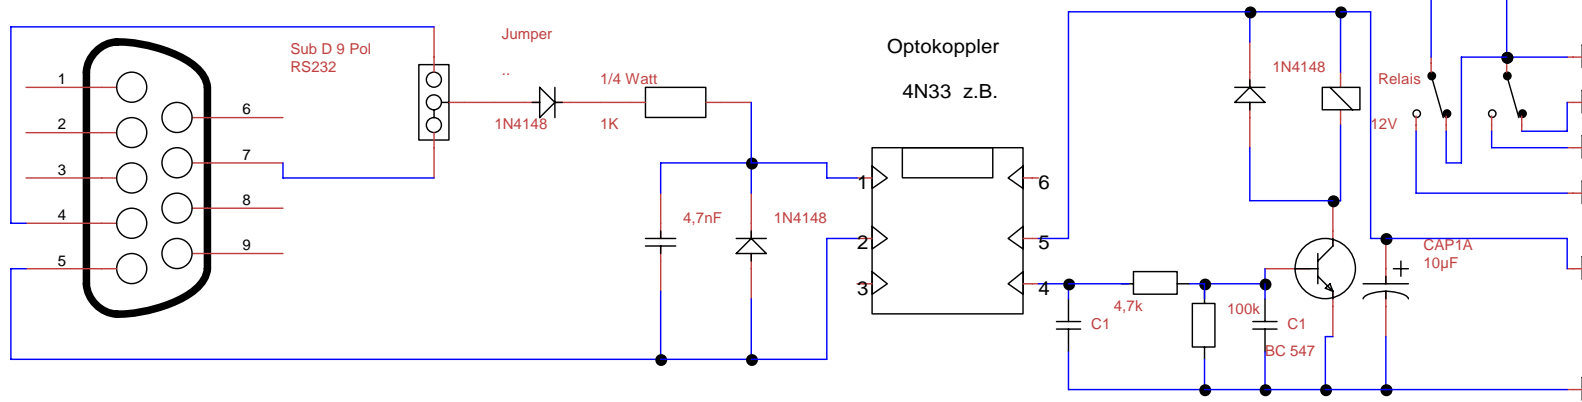 Sub D 9 Pol
RS232
1
2
3
4
5
6
7
8
9
Jumper
..
1N4148
1/4 Watt
1K
4,7nF
1N4148
Optokoppler
4N33 z.B.
1
2
3
6
5
4
C1
4,7k
100k
C1
BC 547
1N4148
12V
Relais
CAP1A
10µF